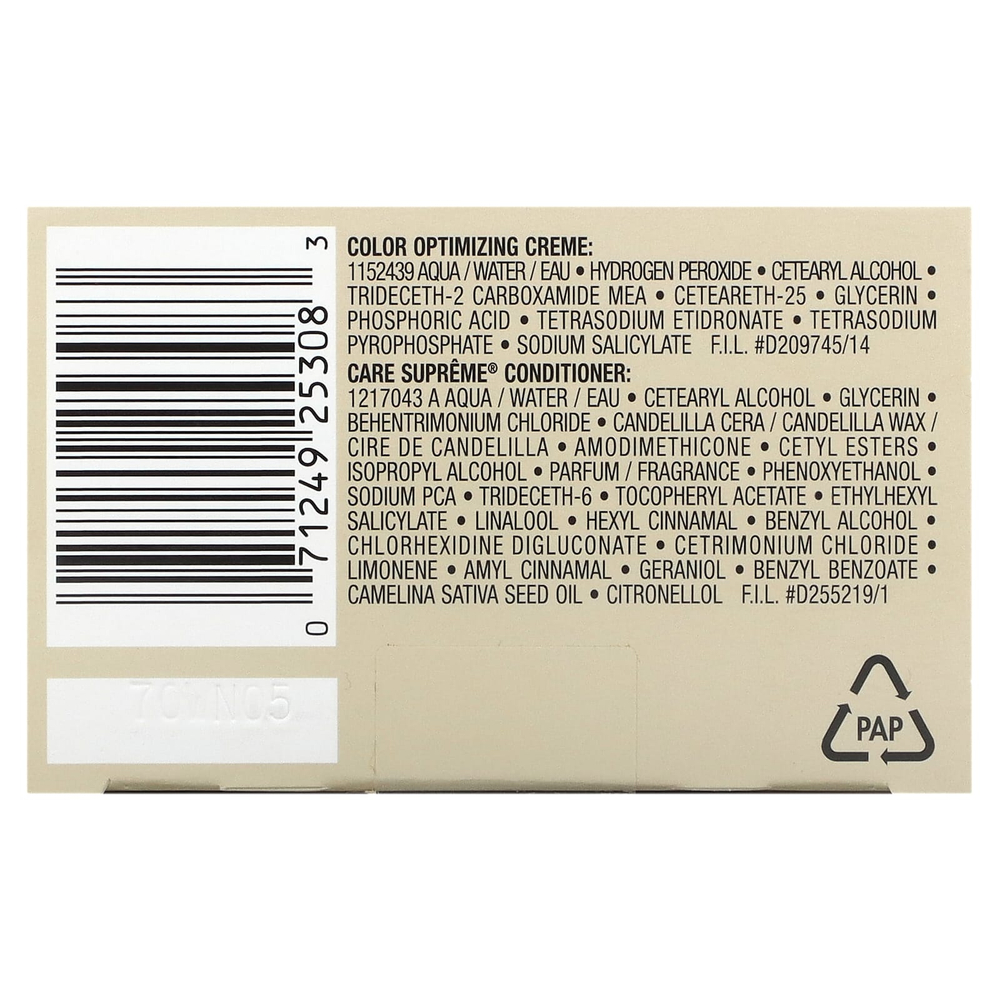 COLOR OPTIMIZING CREME:
1152439 AQUA / WATER / EAU • HYDROGEN PEROXIDE • CETEARYL ALCOHOL •
TRIDECETH-2 CARBOXAMIDE MEA • CETEARETH-25 • GLYCERIN •
PHOSPHORIC ACID • TETRASODIUM ETIDRONATE • TETRASODIUM
PYROPHOSPHATE • SODIUM SALICYLATE F.I.L. #D209745/14
CARE SUPRÊME® CONDITIONER:
1217043 A AQUA / WATER / EAU • CETEARYL ALCOHOL • GLYCERIN •
BEHENTRIMONIUM CHLORIDE • CANDELILLA CERA / CANDELILLA WAX /
CIRE DE CANDELILLA • AMODIMETHICONE • CETYL ESTERS •
ISOPROPYL ALCOHOL • PARFUM / FRAGRANCE • PHENOXYETHANOL •
SODIUM PCA • TRIDECETH-6 • TOCOPHERYL ACETATE • ETHYLHEXYL
SALICYLATE • LINALOOL • HEXYL CINNAMAL • BENZYL ALCOHOL •
CHLORHEXIDINE DIGLUCONATE • CETRIMONIUM CHLORIDE •
LIMONENE • AMYL CINNAMAL • GERANIOL • BENZYL BENZOATE •
CAMELINA SATIVA SEED OIL • CITRONELLOL F.I.L. #D255219/1
0 71249 25308 3
PAP